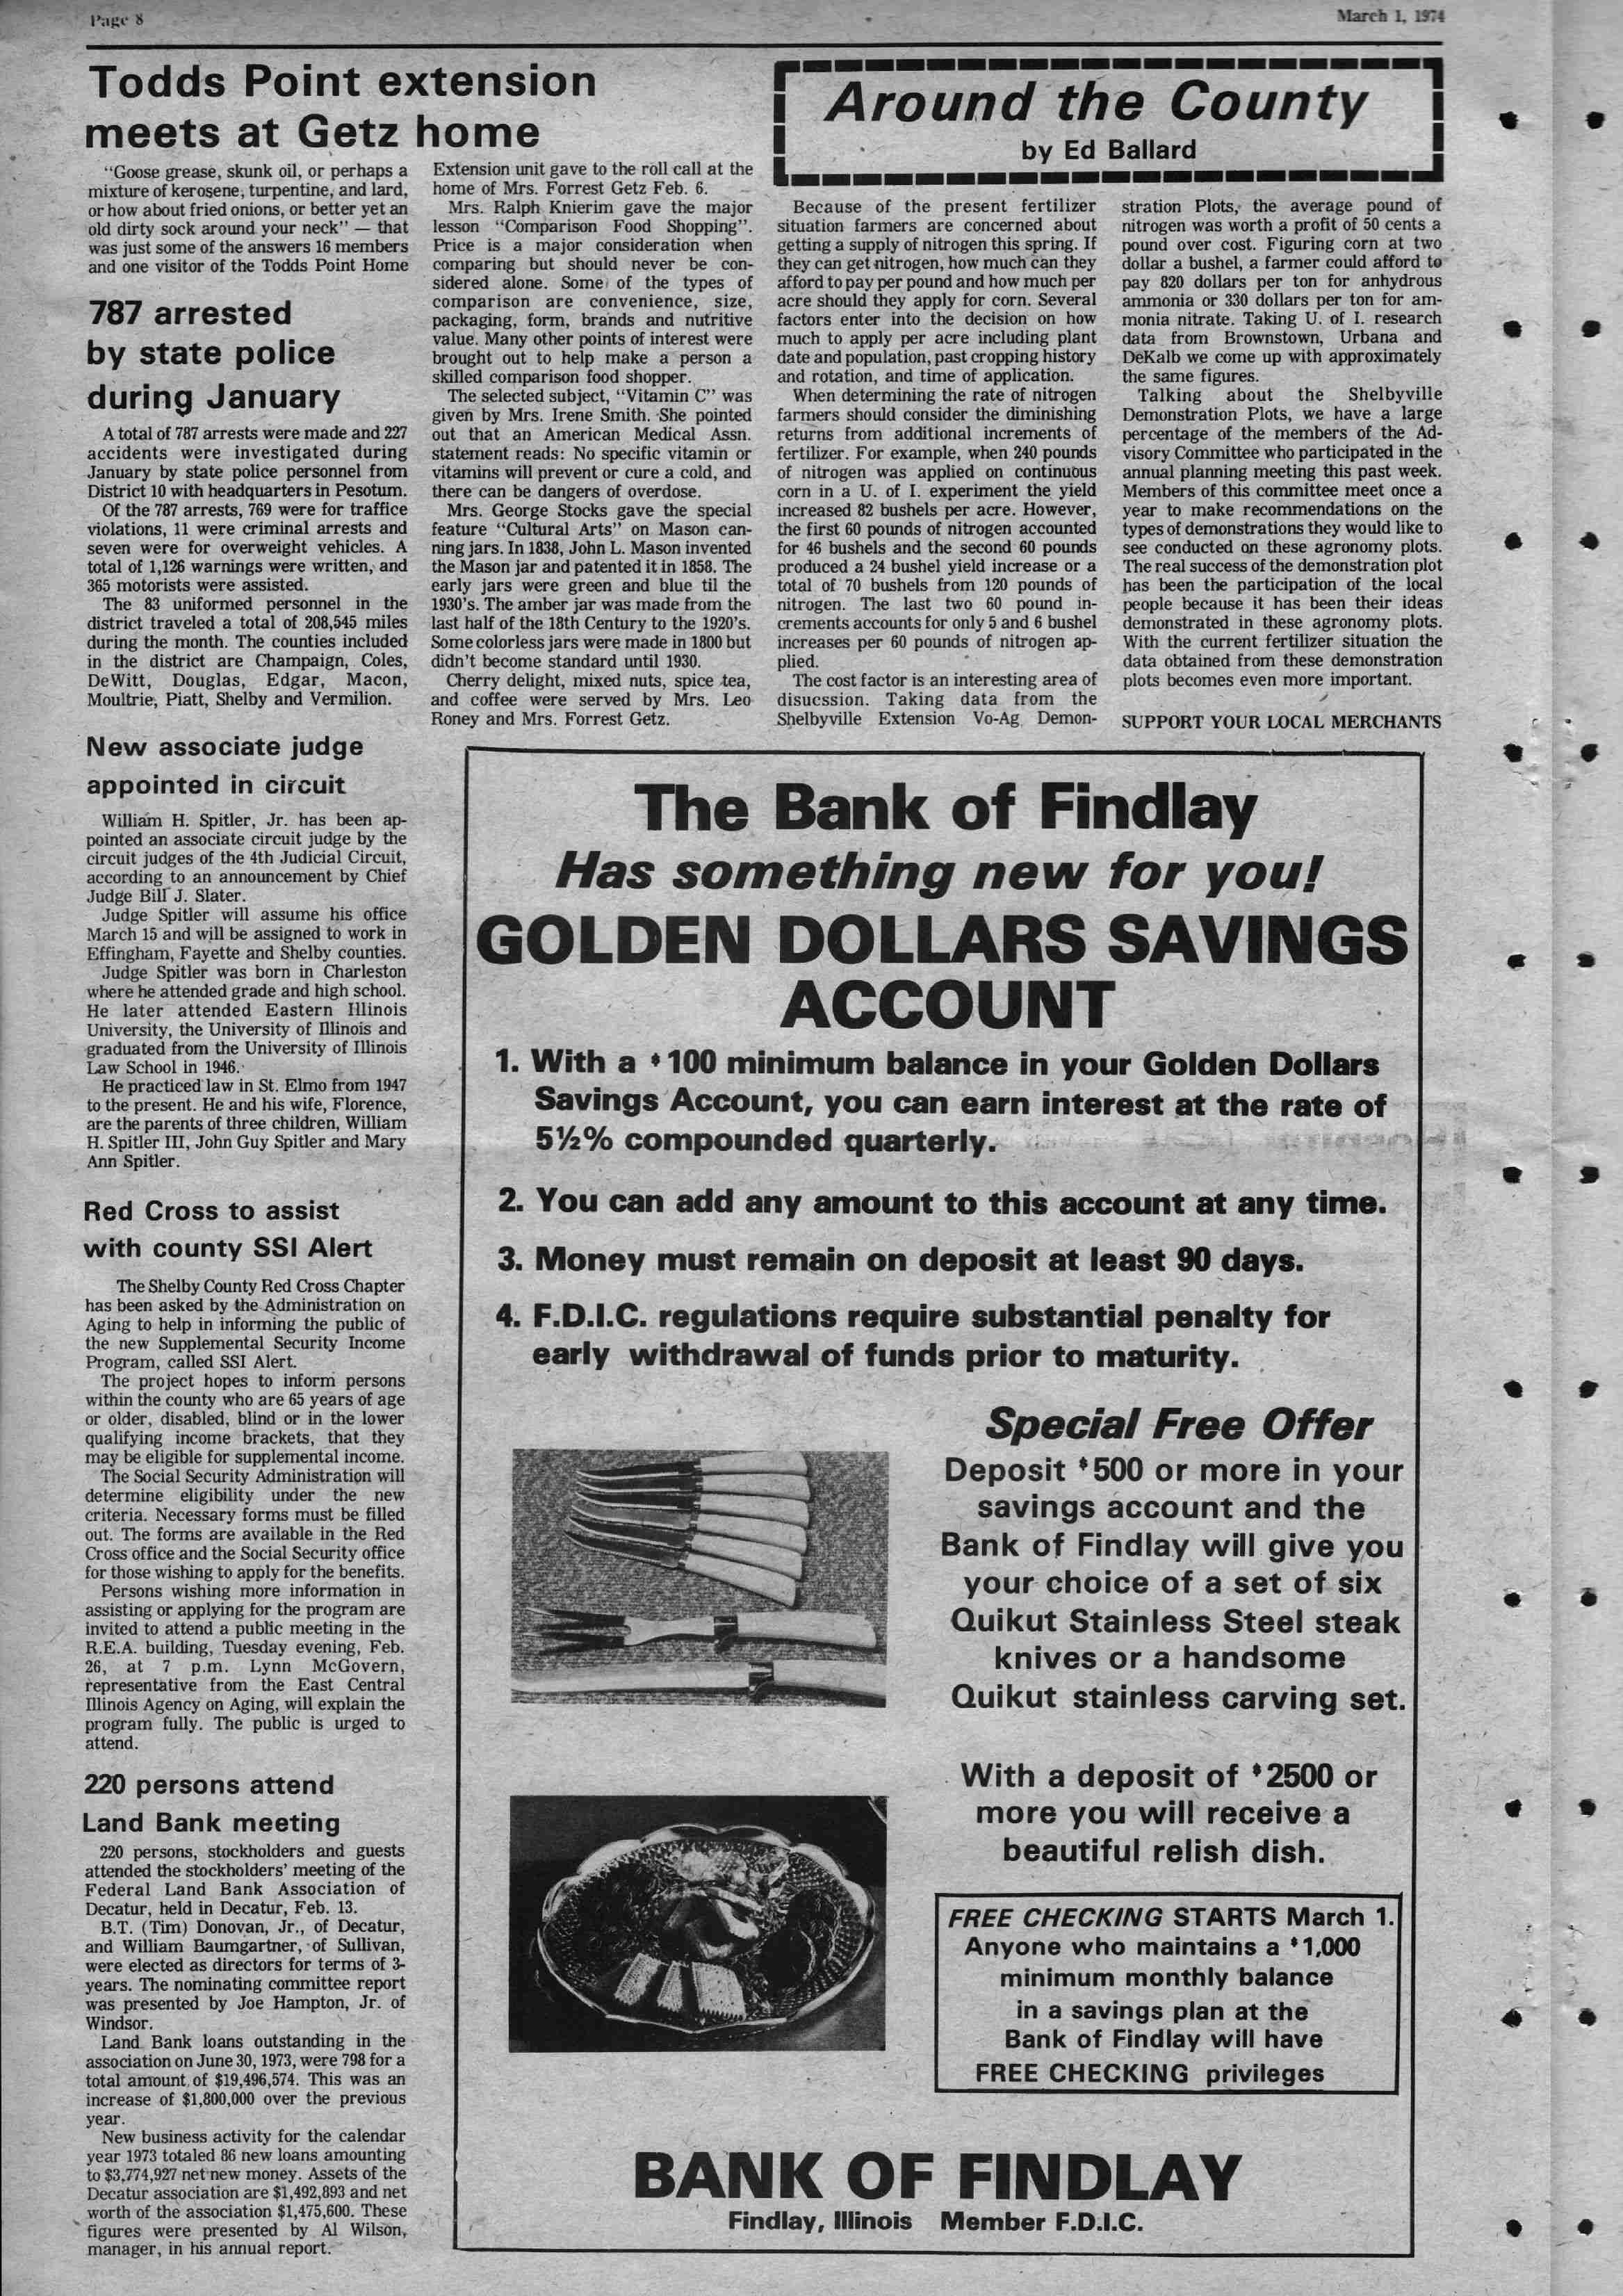 Page 8
March 1, 1974
Todds Point extension
meets at Getz home
"Goose grease, skunk oil, or perhaps a
mixture of kerosene, turpentine, and lard,
or how about fried onions, or better yet an
old dirty sock around your neck" — that
was just some of the answers 16 members
and one visitor of the Todds Point Home
Extension unit gave to the roll call at the
home of Mrs. Forrest Getz Feb. 6.
Mrs. Ralph Knierim gave the major
lesson "Comparison Food Shopping".
Price is a major consideration when
comparing but should never be con-
sidered alone. Some of the types of
comparison are convenience, size,
packaging, form, brands and nutritive
value. Many other points of interest were
brought out to help make a person a
skilled comparison food shopper.
The selected subject, "Vitamin C" was
given by Mrs. Irene Smith. She pointed
out that an American Medical Assn.
statement reads: No specific vitamin or
vitamins will prevent or cure a cold, and
there can be dangers of overdose.
Mrs. George Stocks gave the special
feature "Cultural Arts" on Mason can-
ning jars. In 1838, John L. Mason invented
the Mason jar and patented it in 1858. The
early jars were green and blue til the
1930's. The amber jar was made from the
last half of the 18th Century to the 1920's.
Some colorless jars were made in 1800 but
didn't become standard until 1930.
Cherry delight, mixed nuts, spice tea,
and coffee were served by Mrs. Leo
Roney and Mrs. Forrest Getz.
787 arrested
by state police
during January
A total of 787 arrests were made and 227
accidents were investigated during
January by state police personnel from
District 10 with headquarters in Pesotum.
Of the 787 arrests, 769 were for traffice
violations, 11 were criminal arrests and
seven were for overweight vehicles. A
total of 1,126 warnings were written, and
365 motorists were assisted.
The 83 uniformed personnel in the
district traveled a total of 208,545 miles
during the month. The counties included
in the district are Champaign, Coles,
DeWitt, Douglas, Edgar, Macon,
Moultrie, Piatt, Shelby and Vermilion.
New associate judge
appointed in circuit
William H. Spitler, Jr. has been ap-
pointed an associate circuit judge by the
circuit judges of the 4th Judicial Circuit,
according to an announcement by Chief
Judge Bill J. Slater.
Judge Spitler will assume his office
March 15 and will be assigned to work in
Effingham, Fayette and Shelby counties.
Judge Spitler was born in Charleston
where he attended grade and high school.
He later attended Eastern Illinois
University, the University of Illinois and
graduated from the University of Illinois
Law School in 1946.
He practiced law in St. Elmo from 1947
to the present. He and his wife, Florence,
are the parents of three children, William
H. Spitler III, John Guy Spitler and Mary
Ann Spitler.
Red Cross to assist
with county SSI Alert
The Shelby County Red Cross Chapter
has been asked by the Administration on
Aging to help in informing the public of
the new Supplemental Security Income
Program, called SSI Alert.
The project hopes to inform persons
within the county who are 65 years of age
or older, disabled, blind or in the lower
qualifying income brackets, that they
may be eligible for supplemental income.
The Social Security Administration will
determine eligibility under the new
criteria. Necessary forms must be filled
out. The forms are available in the Red
Cross office and the Social Security office
for those wishing to apply for the benefits.
Persons wishing more information in
assisting or applying for the program are
invited to attend a public meeting in the
R.E.A. building, Tuesday evening, Feb.
26, at 7 p.m. Lynn McGovern,
representative from the East Central
Illinois Agency on Aging, will explain the
program fully. The public is urged to
attend.
220 persons attend
Land Bank meeting
220 persons, stockholders and guests
attended the stockholders' meeting of the
Federal Land Bank Association of
Decatur, held in Decatur, Feb. 13.
B.T. (Tim) Donovan, Jr., of Decatur,
and William Baumgartner, of Sullivan,
were elected as directors for terms of 3-
years. The nominating committee report
was presented by Joe Hampton, Jr. of
Windsor.
Land Bank loans outstanding in the
association on June 30, 1973, were 798 for a
total amount of $19,496,574. This was an
increase of $1,800,000 over the previous
year.
New business activity for the calendar
year 1973 totaled 86 new loans amounting
to $3,774,927 net new money. Assets of the
Decatur association are $1,492,893 and net
worth of the association $1,475,600. These
figures were presented by Al Wilson,
manager, in his annual report.
Around the County
by Ed Ballard
Because of the present fertilizer
situation farmers are concerned about
getting a supply of nitrogen this spring. If
they can get nitrogen, how much can they
afford to pay per pound and how much per
acre should they apply for corn. Several
factors enter into the decision on how
much to apply per acre including plant
date and population, past cropping history
and rotation, and time of application.
When determining the rate of nitrogen
farmers should consider the diminishing
returns from additional increments of
fertilizer. For example, when 240 pounds
of nitrogen was applied on continuous
corn in a U. of I. experiment the yield
increased 82 bushels per acre. However,
the first 60 pounds of nitrogen accounted
for 46 bushels and the second 60 pounds
produced a 24 bushel yield increase or a
total of 70 bushels from 120 pounds of
nitrogen. The last two 60 pound in-
crements accounts for only 5 and 6 bushel
increases per 60 pounds of nitrogen ap-
plied.
The cost factor is an interesting area of
disucssion. Taking data from the
Shelbyville Extension Vo-Ag Demon-
stration Plots, the average pound of
nitrogen was worth a profit of 50 cents a
pound over cost. Figuring corn at two
dollar a bushel, a farmer could afford to
pay 820 dollars per ton for anhydrous
ammonia or 330 dollars per ton for am-
monia nitrate. Taking U. of I. research
data from Brownstown, Urbana and
DeKalb we come up with approximately
the same figures.
Talking about the Shelbyville
Demonstration Plots, we have a large
percentage of the members of the Ad-
visory Committee who participated in the
annual planning meeting this past week.
Members of this committee meet once a
year to make recommendations on the
types of demonstrations they would like to
see conducted on these agronomy plots.
The real success of the demonstration plot
has been the participation of the local
people because it has been their ideas
demonstrated in these agronomy plots.
With the current fertilizer situation the
data obtained from these demonstration
plots becomes even more important.
SUPPORT YOUR LOCAL MERCHANTS
The Bank of Findlay
Has something new for you!
GOLDEN DOLLARS SAVINGS
ACCOUNT
1. With a $100 minimum balance in your Golden Dollars
Savings Account, you can earn interest at the rate of
5½% compounded quarterly.
2. You can add any amount to this account at any time.
3. Money must remain on deposit at least 90 days.
4. F.D.I.C. regulations require substantial penalty for
early withdrawal of funds prior to maturity.
Special Free Offer
Deposit $500 or more in your
savings account and the
Bank of Findlay will give you
your choice of a set of six
Quikut Stainless Steel steak
knives or a handsome
Quikut stainless carving set.
With a deposit of $2500 or
more you will receive a
beautiful relish dish.
FREE CHECKING STARTS March 1.
Anyone who maintains a $1,000
minimum monthly balance
in a savings plan at the
Bank of Findlay will have
FREE CHECKING privileges
BANK OF FINDLAY
Findlay, Illinois Member F.D.I.C.